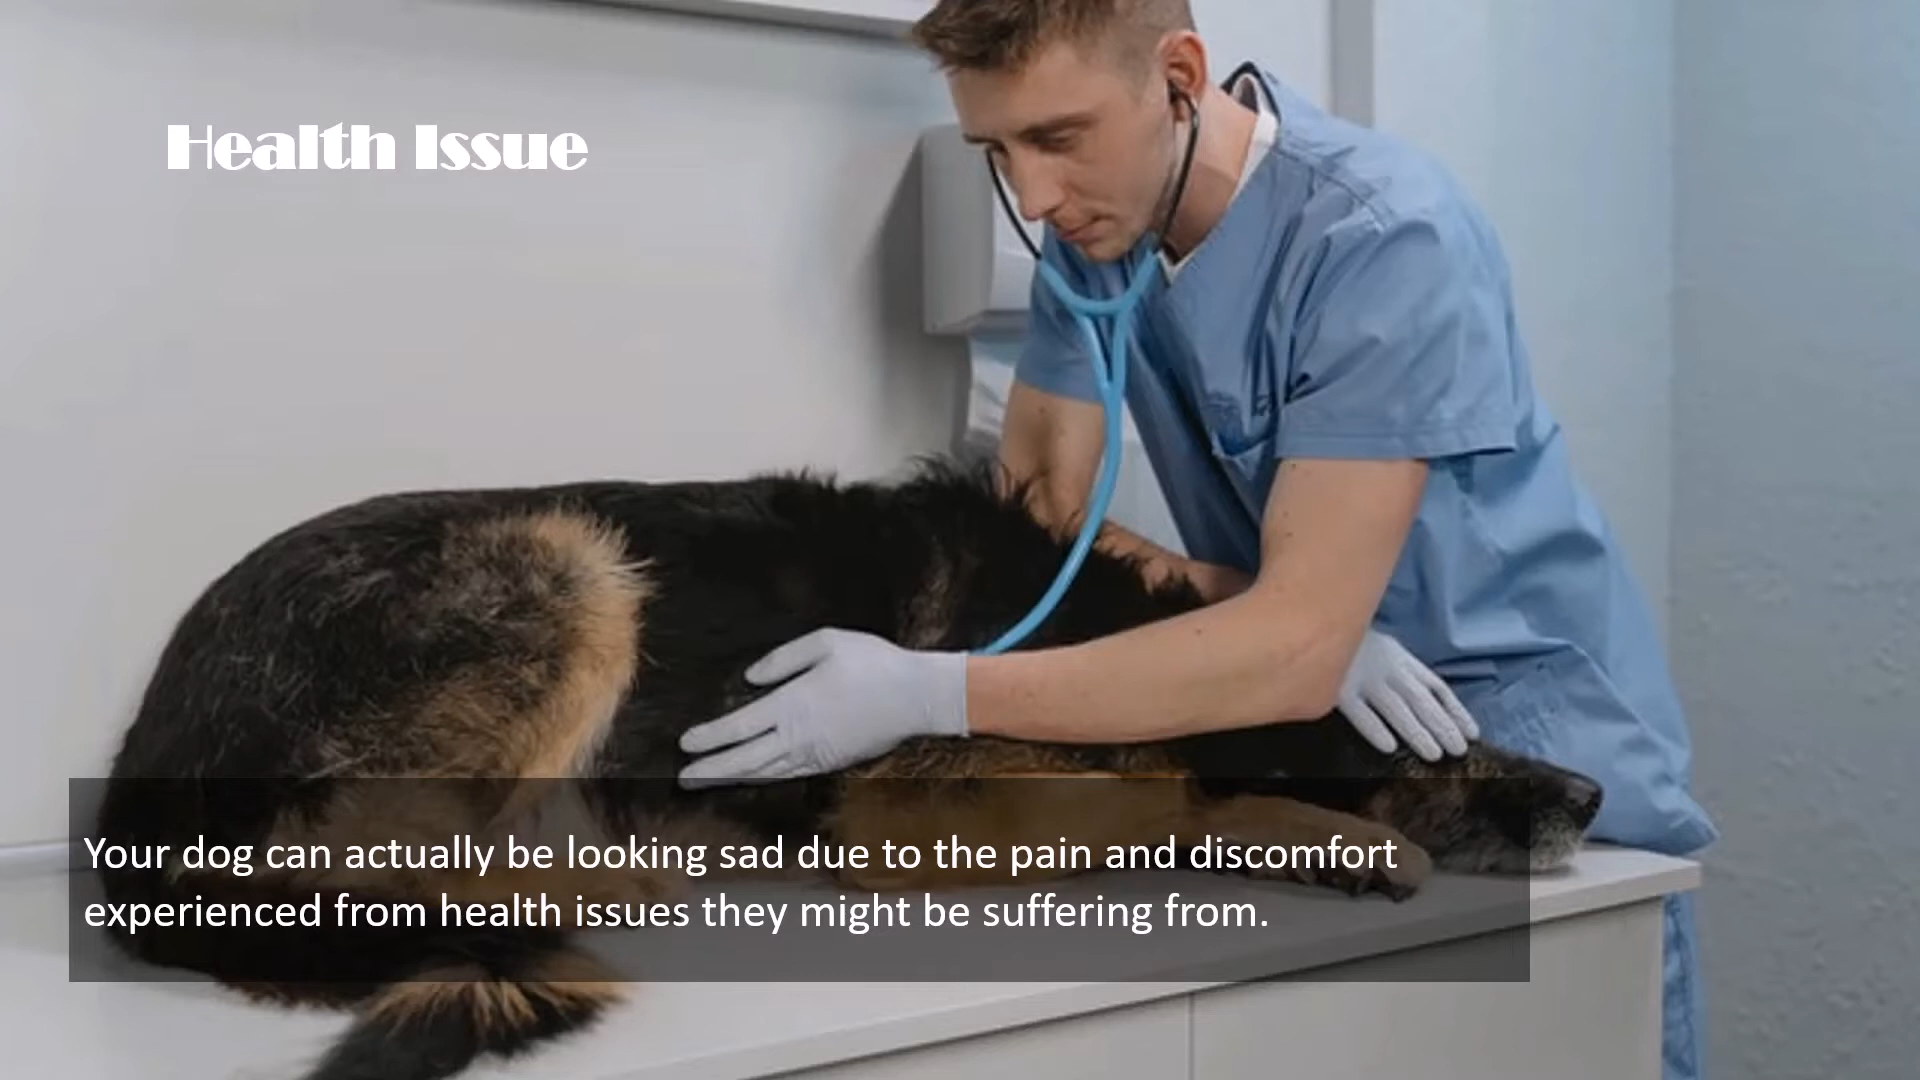 Health Issue
Your dog can actually be looking sad due to the pain and discomfort
experienced from health issues they might be suffering from.